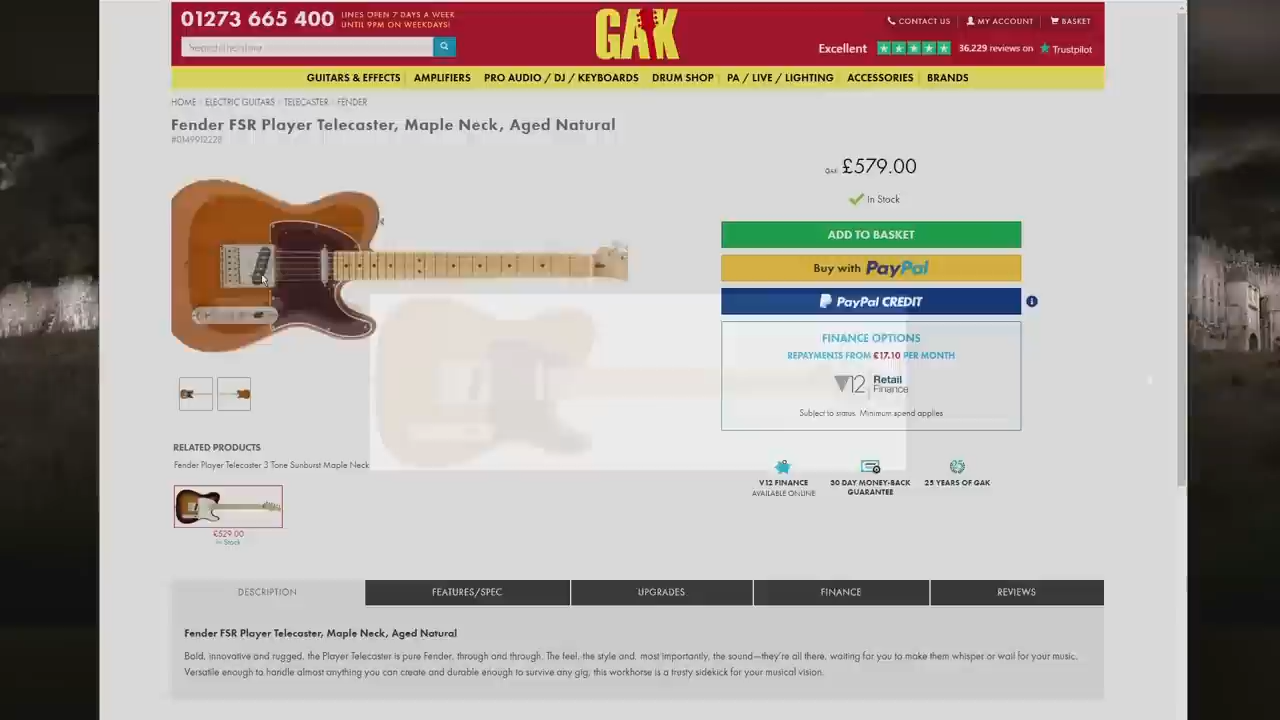 01273 665 400
LINES OPEN 7 DAYS A WEEK
UNTIL 9PM ON WEEKDAYS!
GAK
CONTACT US
MY ACCOUNT
BASKET
Excellent
36,229 reviews on
Trustpilot
GUITARS & EFFECTS
AMPLIFIERS
PRO AUDIO / DJ / KEYBOARDS
DRUM SHOP
PA / LIVE / LIGHTING
ACCESSORIES
BRANDS
HOME
ELECTRIC GUITARS
TELECASTER
FENDER
Fender FSR Player Telecaster, Maple Neck, Aged Natural
#0149912228
GAK £579.00
In Stock
ADD TO BASKET
Buy with PayPal
PayPal CREDIT
FINANCE OPTIONS
REPAYMENTS FROM £17.10 PER MONTH
V12 Retail Finance
Subject to status. Minimum spend applies
V12 FINANCE
AVAILABLE ONLINE
30 DAY MONEY-BACK
GUARANTEE
25 YEARS OF GAK
RELATED PRODUCTS
Fender Player Telecaster 3 Tone Sunburst Maple Neck
£529.00
In Stock
DESCRIPTION
FEATURES/SPEC
UPGRADES
FINANCE
REVIEWS
Fender FSR Player Telecaster, Maple Neck, Aged Natural
Bold, innovative and rugged, the Player Telecaster is pure Fender, through and through. The feel, the style and, most importantly, the sound—they're all there, waiting for you to make them whisper or wail for your music.
Versatile enough to handle almost anything you can create and durable enough to survive any gig, this workhorse is a trusty sidekick for your musical vision.